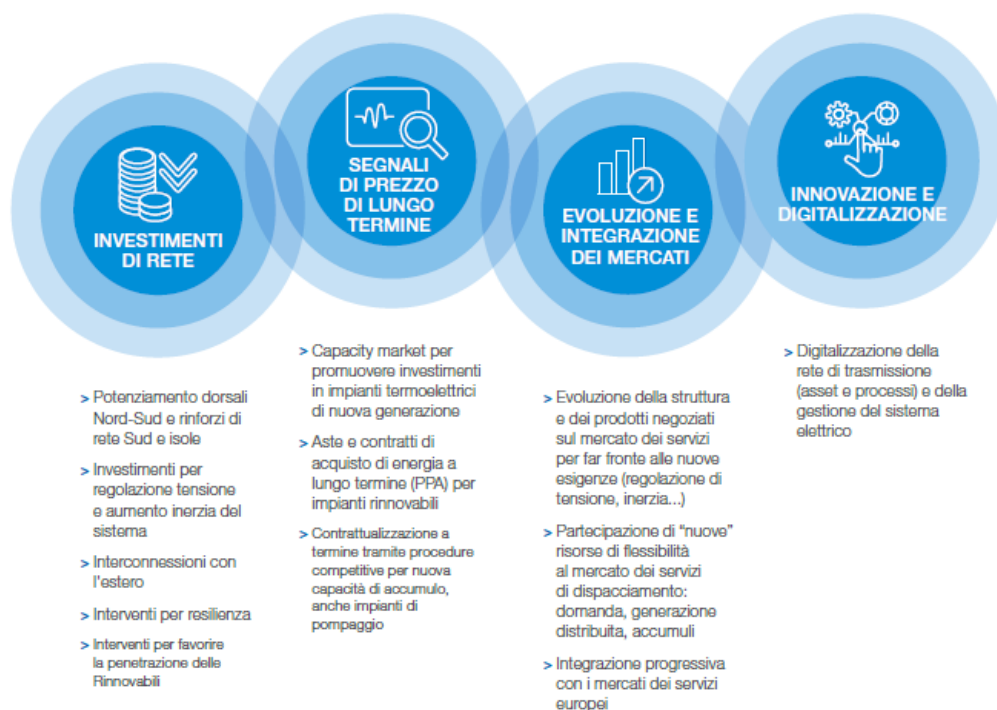 INVESTIMENTI
DI RETE
> Potenziamento dorsali
Nord-Sud e rinforzi di
rete Sud e isole
> Investimenti per
regolazione tensione
e aumento inerzia del
sistema
> Interconnessioni con
l'estero
> Interventi per resilienza
> Interventi per favorire
la penetrazione delle
Rinnovabili
SEGNALI
DI PREZZO
DI LUNGO
TERMINE
> Capacity market per
promuovere investimenti
in impianti termoelettrici
di nuova generazione
> Aste e contratti di
acquisto di energia a
lungo termine (PPA) per
impianti rinnovabili
> Contrattualizzazione a
termine tramite procedure
competitive per nuova
capacità di accumulo,
anche impianti di
pompaggio
EVOLUZIONE E
INTEGRAZIONE
DEI MERCATI
> Evoluzione della struttura
e dei prodotti negoziati
sul mercato dei servizi
per far fronte alle nuove
esigenze (regolazione di
tensione, inerzia...)
> Partecipazione di “nuove”
risorse di flessibilità
al mercato dei servizi
di dispacciamento:
domanda, generazione
distribuita, accumuli
> Integrazione progressiva
con i mercati dei servizi
europei
INNOVAZIONE E
DIGITALIZZAZIONE
> Digitalizzazione della
rete di trasmissione
(asset e processi) e della
gestione del sistema
elettrico